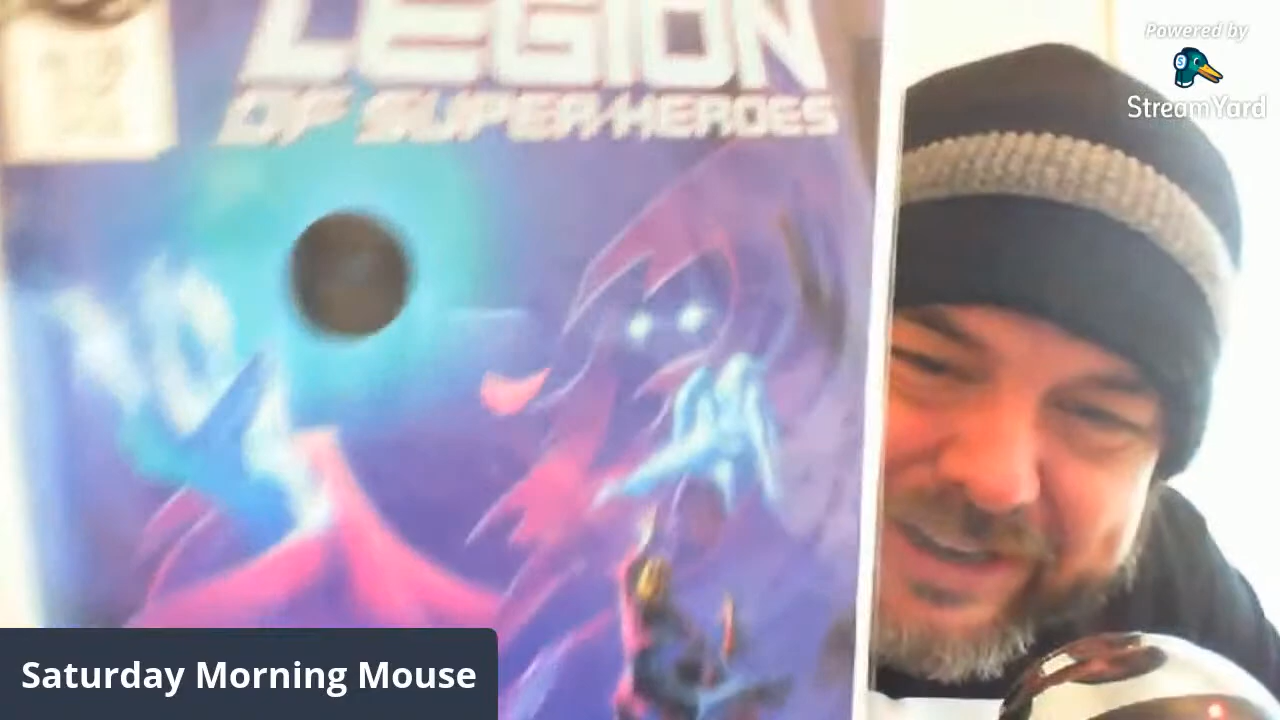 LEGION
OF SUPER-HEROES
Powered by
StreamYard
Saturday Morning Mouse